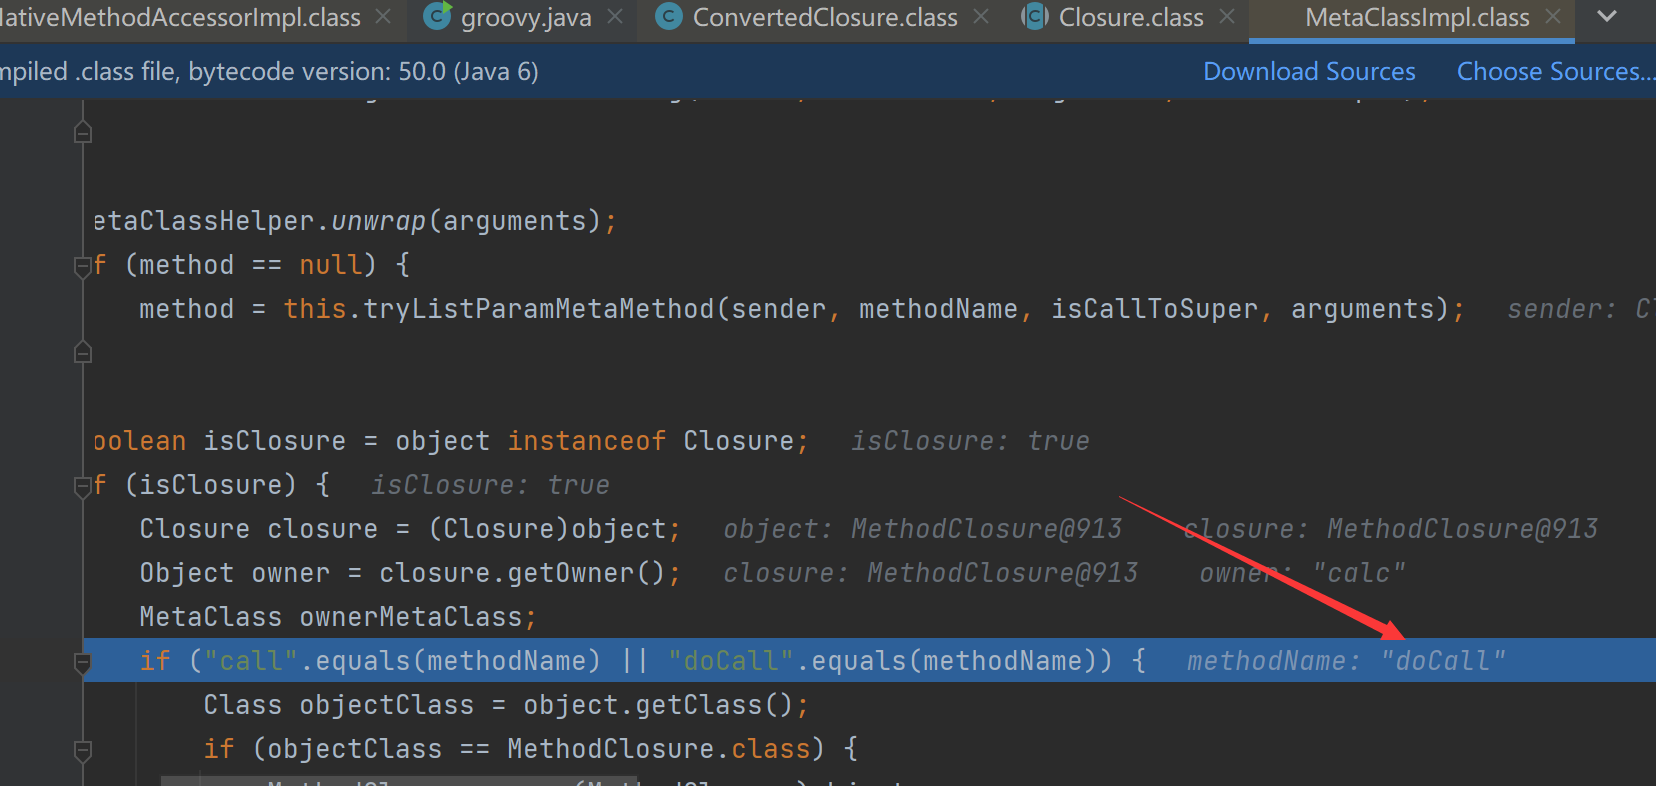 NativeMethodAccessorImpl.class groovy.java ConvertedClosure.class Closure.class MetaClassImpl.class
mpiled .class file, bytecode version: 50.0 (Java 6) Download Sources Choose Sources...
etaClassHelper.unwrap(arguments);
f (method == null) {
method = this.tryListParamMetaMethod(sender, methodName, isCallToSuper, arguments); sender: Cl
oolean isClosure = object instanceof Closure; isClosure: true
f (isClosure) { isClosure: true
Closure closure = (Closure)object; object: MethodClosure@913 closure: MethodClosure@913
Object owner = closure.getOwner(); closure: MethodClosure@913 owner: "calc"
MetaClass ownerMetaClass;
if ("call".equals(methodName) || "doCall".equals(methodName)) { methodName: "doCall"
Class objectClass = object.getClass();
if (objectClass == MethodClosure.class) {